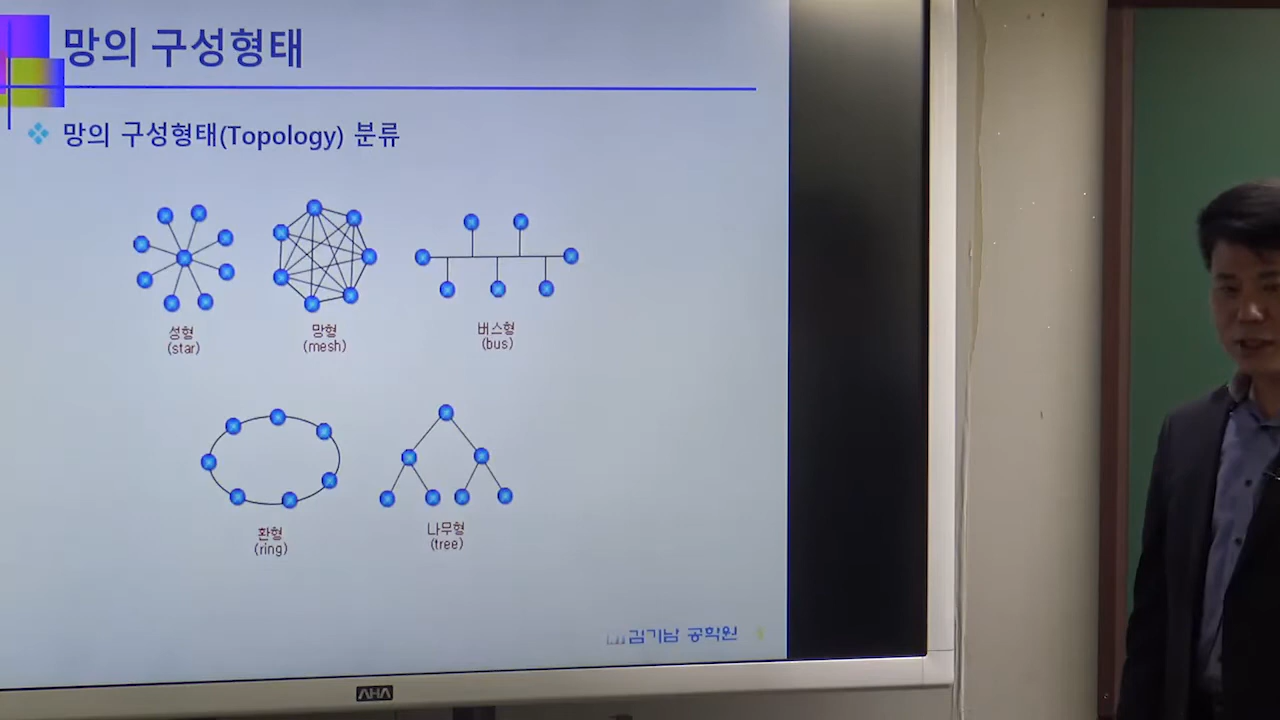 망의 구성형태
망의 구성형태(Topology) 분류
성형
(star)
망형
(mesh)
버스형
(bus)
환형
(ring)
나무형
(tree)
김기남 공학원
AHA